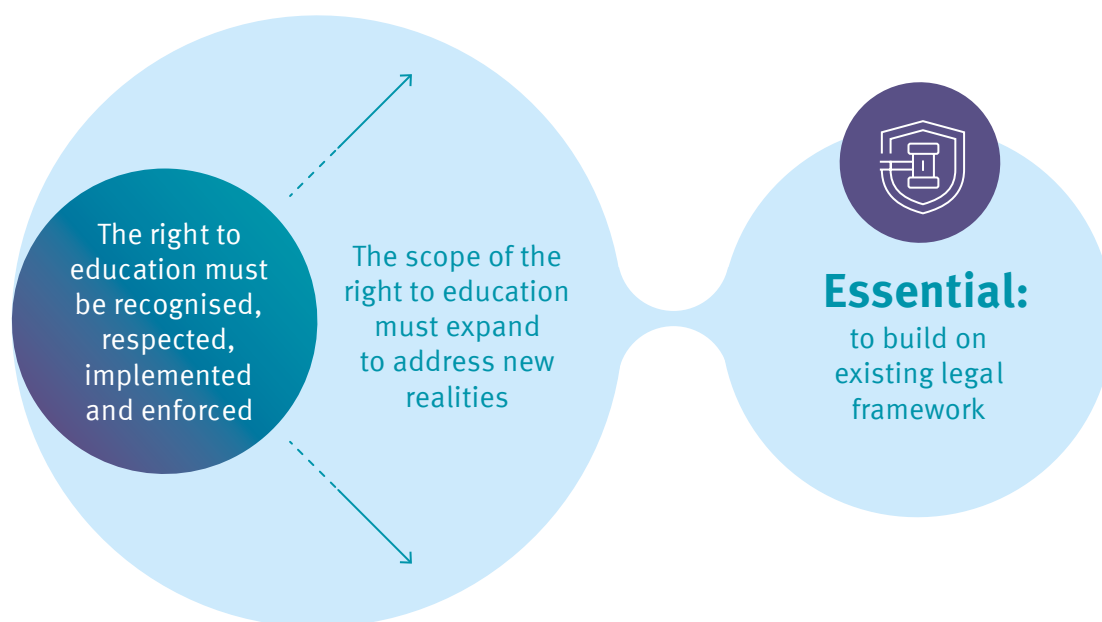 The right to
education must
be recognised,
respected,
implemented
and enforced
The scope of the
right to education
must expand
to address new
realities
Essential:
to build on
existing legal
framework